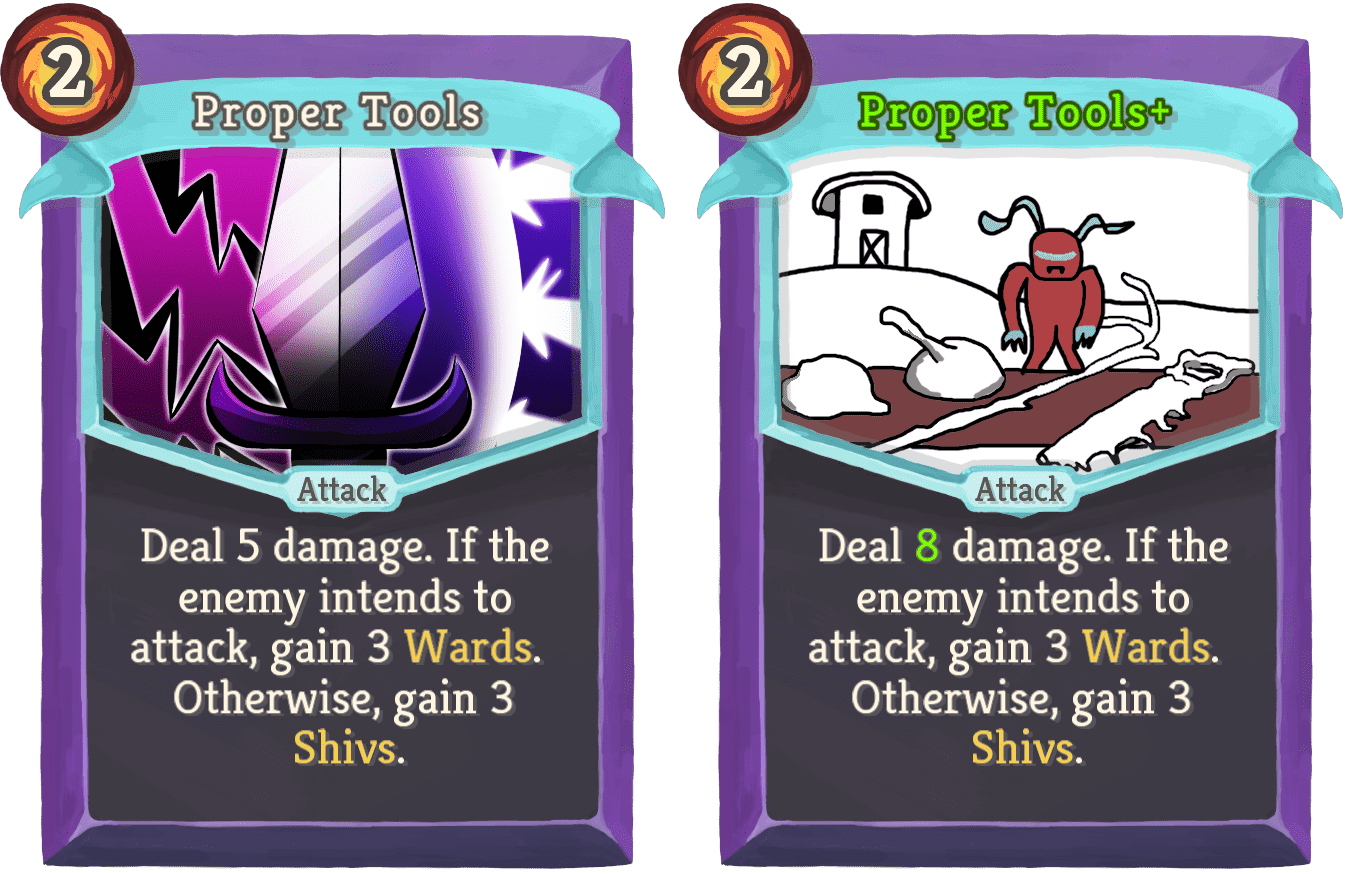 2
Proper Tools
Attack
Deal 5 damage. If the
enemy intends to
attack, gain 3 Wards.
Otherwise, gain 3
Shivs.
2
Proper Tools+
Attack
Deal 8 damage. If the
enemy intends to
attack, gain 3 Wards.
Otherwise, gain 3
Shivs.